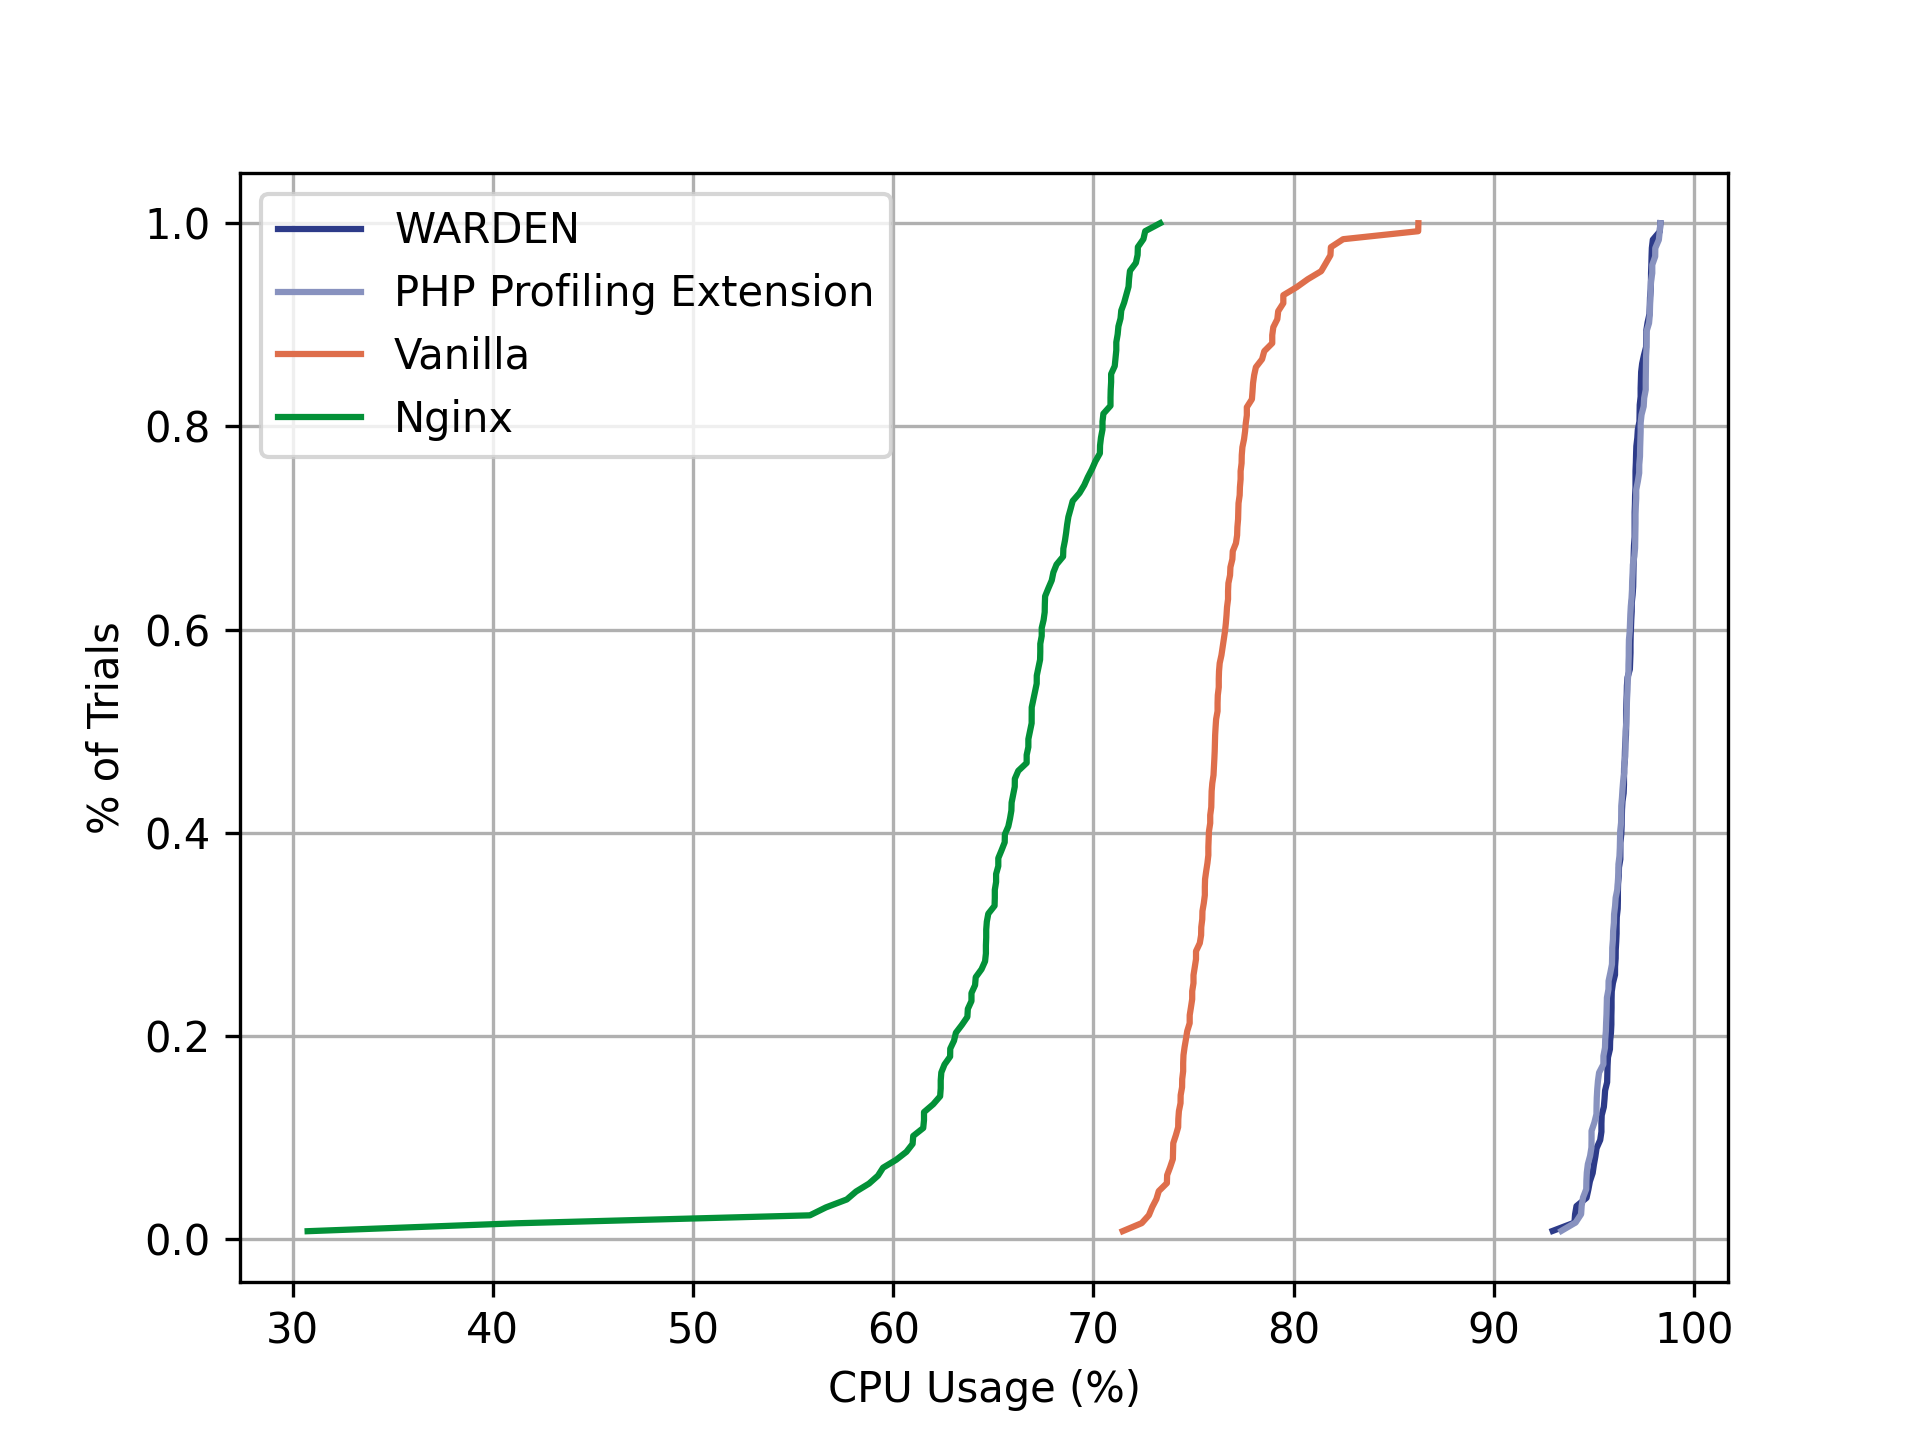 WARDEN
PHP Profiling Extension
Vanilla
Nginx
1.0
0.8
0.6
0.4
0.2
0.0
% of Trials
30 40 50 60 70 80 90 100
CPU Usage (%)